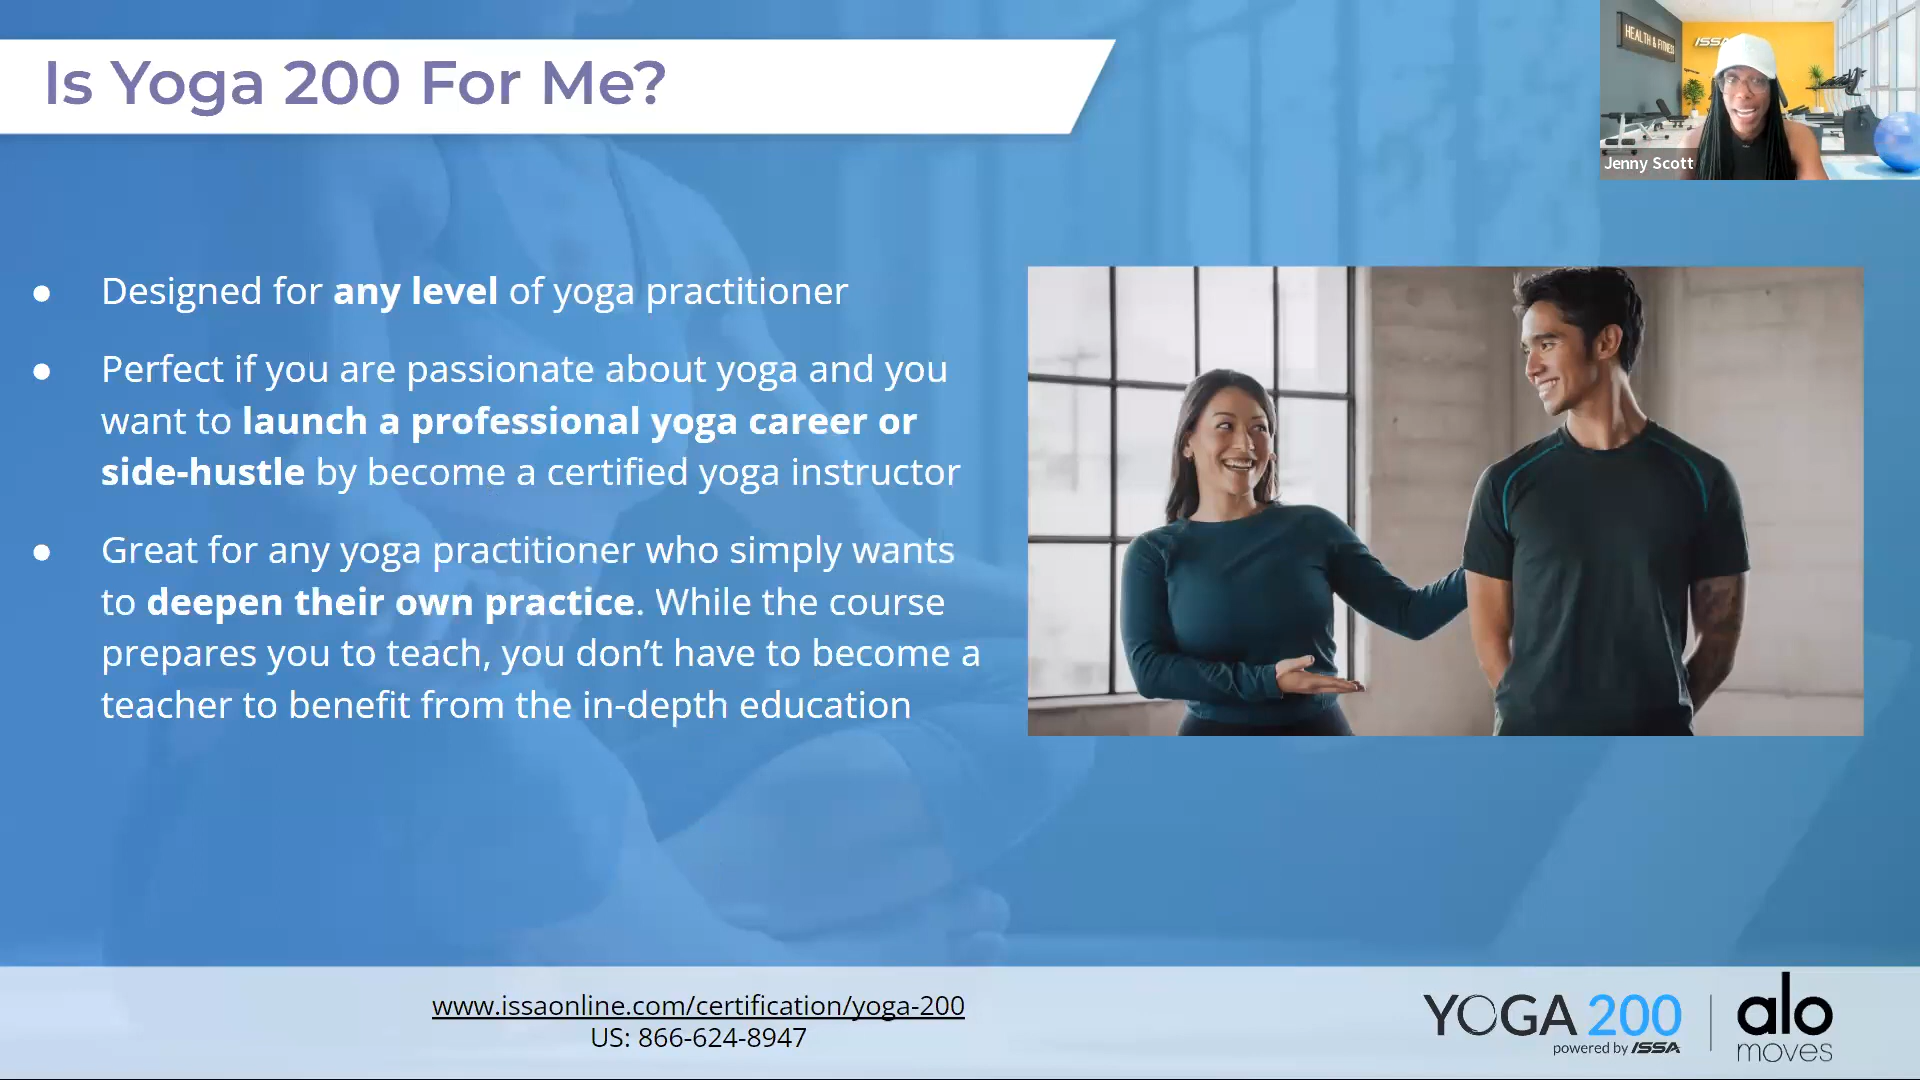 Is Yoga 200 For Me?
HEALTH & FITNESS
ISSA
Jenny Scott
● Designed for any level of yoga practitioner
● Perfect if you are passionate about yoga and you
want to launch a professional yoga career or
side-hustle by become a certified yoga instructor
● Great for any yoga practitioner who simply wants
to deepen their own practice. While the course
prepares you to teach, you don’t have to become a
teacher to benefit from the in-depth education
www.issaonline.com/certification/yoga-200
US: 866-624-8947
YOGA 200
powered by ISSA
alo
moves